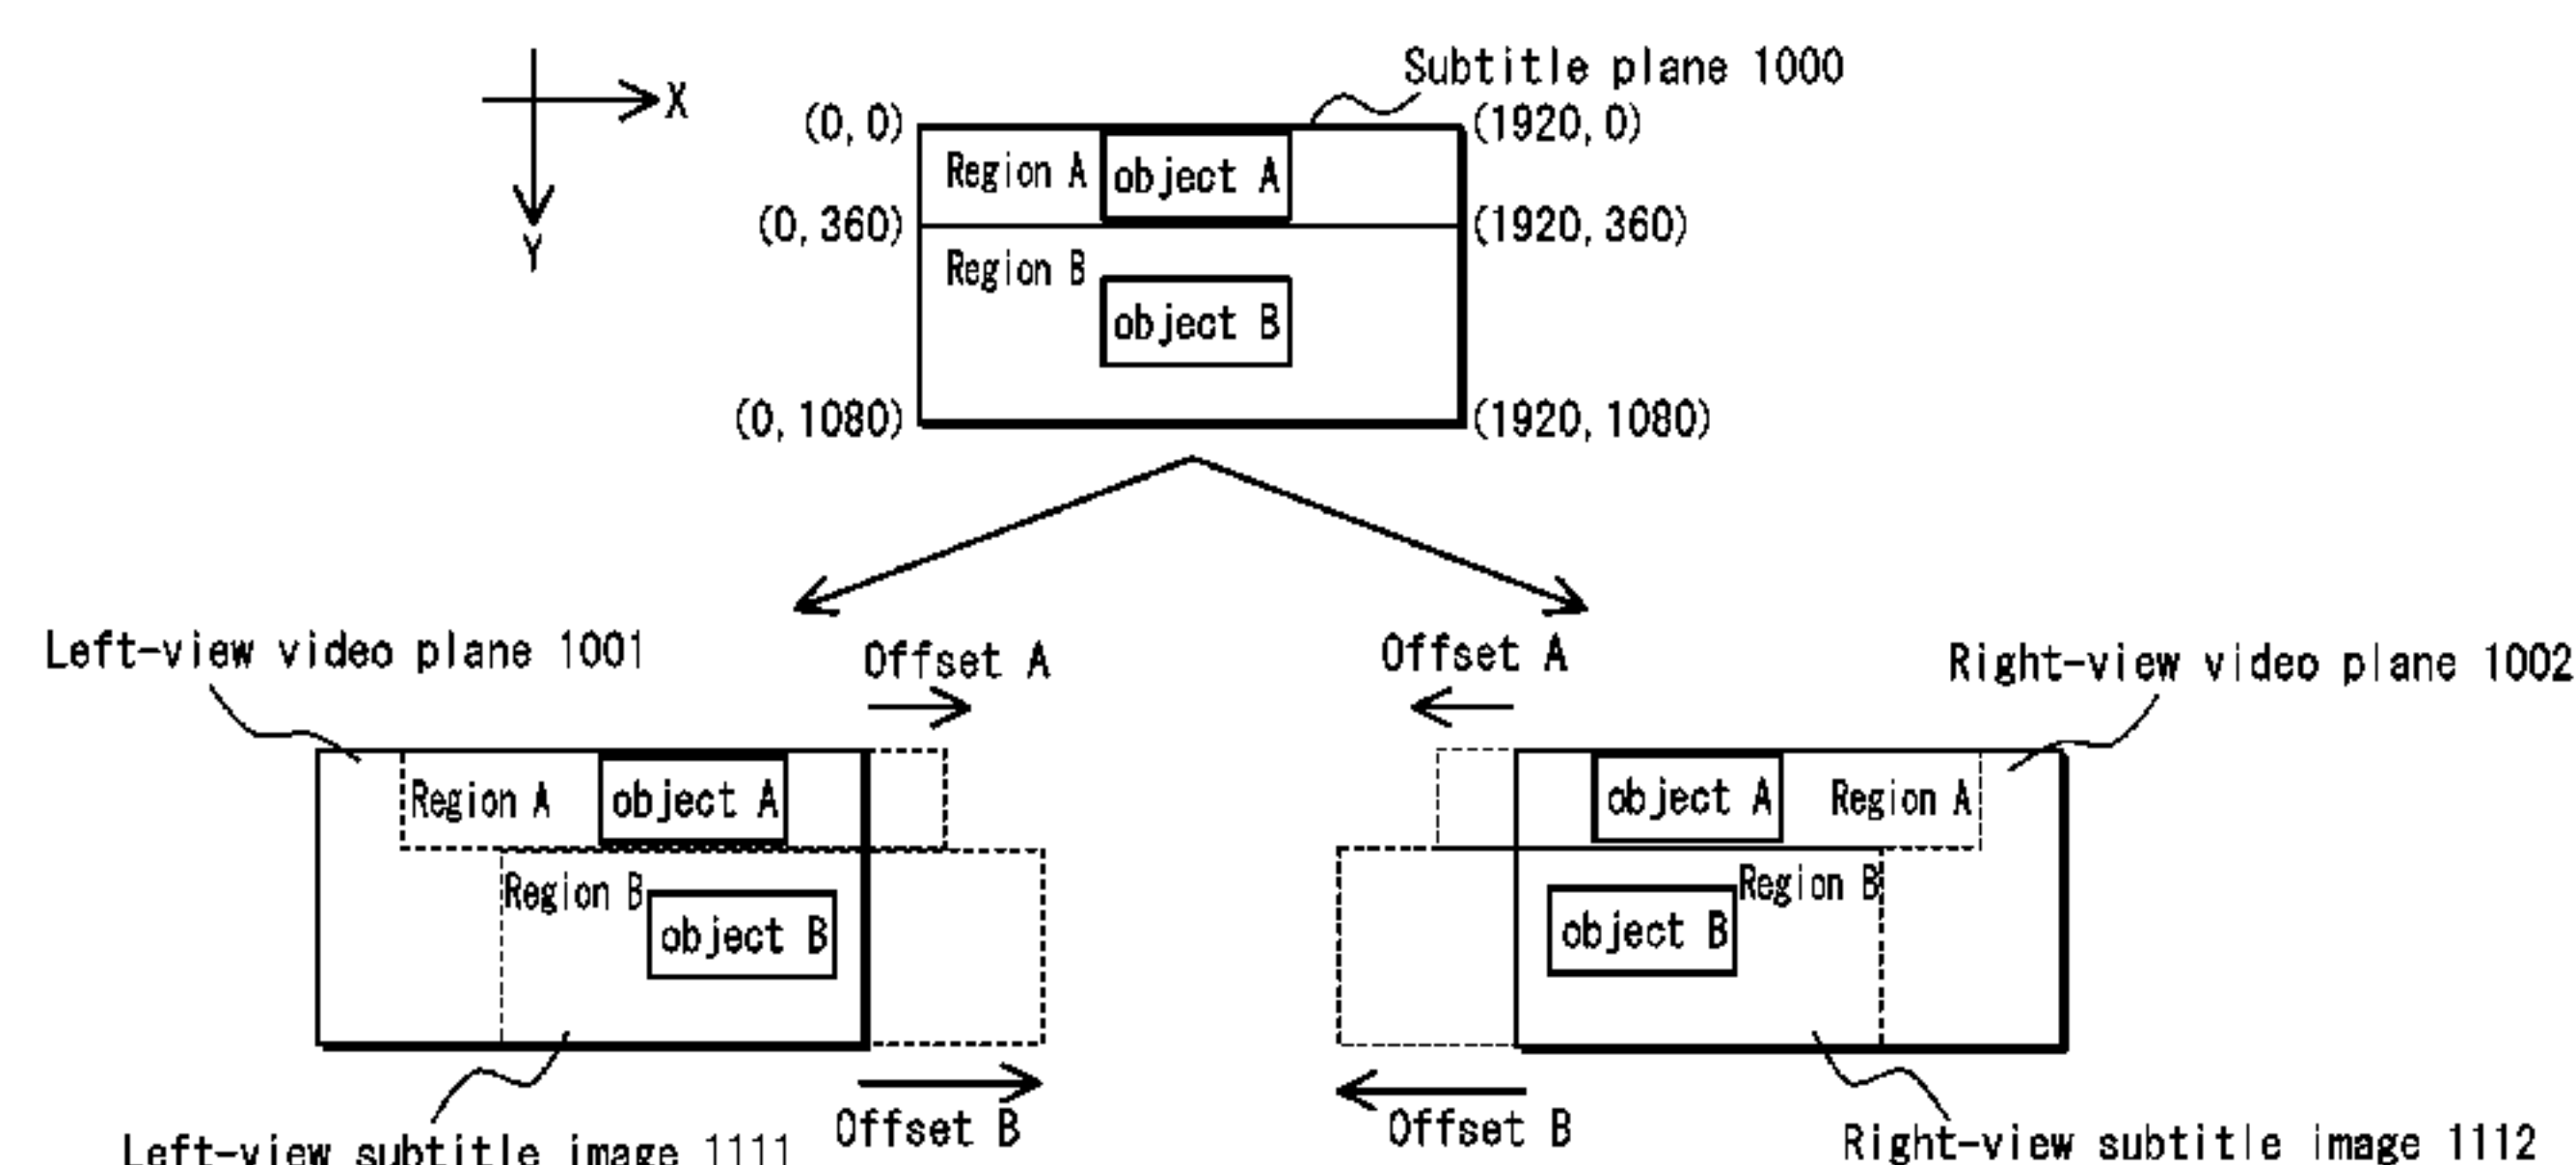 Subtitle plane 1000
X
(0,0)
(1920,0)
Region A
object A
(0,360)
(1920,360)
Y
Region B
object B
(0,1080)
(1920,1080)
Left-view video plane 1001
Offset A
Offset A
Right-view video plane 1002
Region A
object A
object A
Region A
Region B
object B
Region B
object B
Offset B
Offset B
Left-view subtitle image 1111
Right-view subtitle image 1112